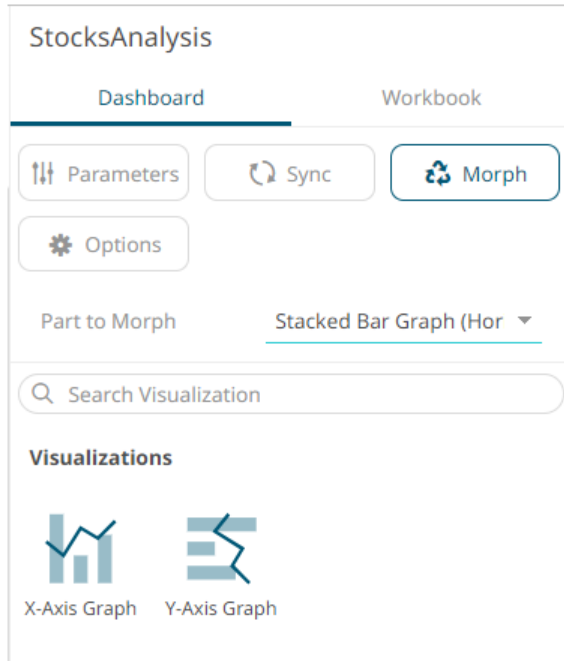 StocksAnalysis
Dashboard Workbook
Parameters Sync Morph
Options
Part to Morph Stacked Bar Graph (Hor
Search Visualization
Visualizations
X-Axis Graph Y-Axis Graph